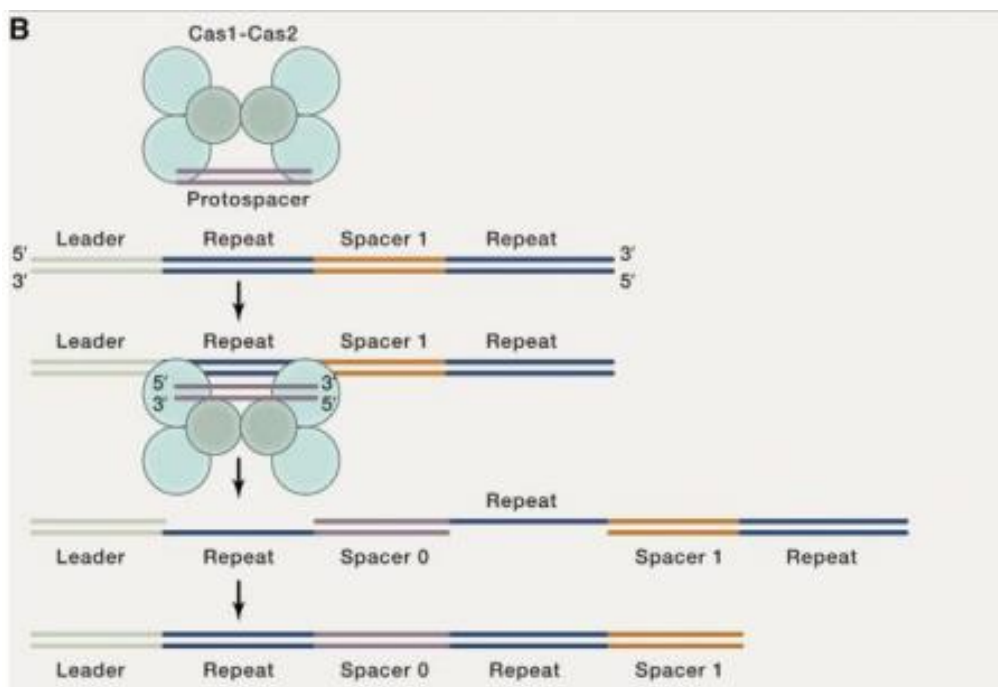 B
Cas1-Cas2
Protospacer
Leader Repeat Spacer 1 Repeat
5′ 3′
3′ 5′
Leader Repeat Spacer 1 Repeat
5′ 3′
3′ 5′
Repeat
Leader Repeat Spacer 0 Spacer 1 Repeat
Leader Repeat Spacer 0 Repeat Spacer 1